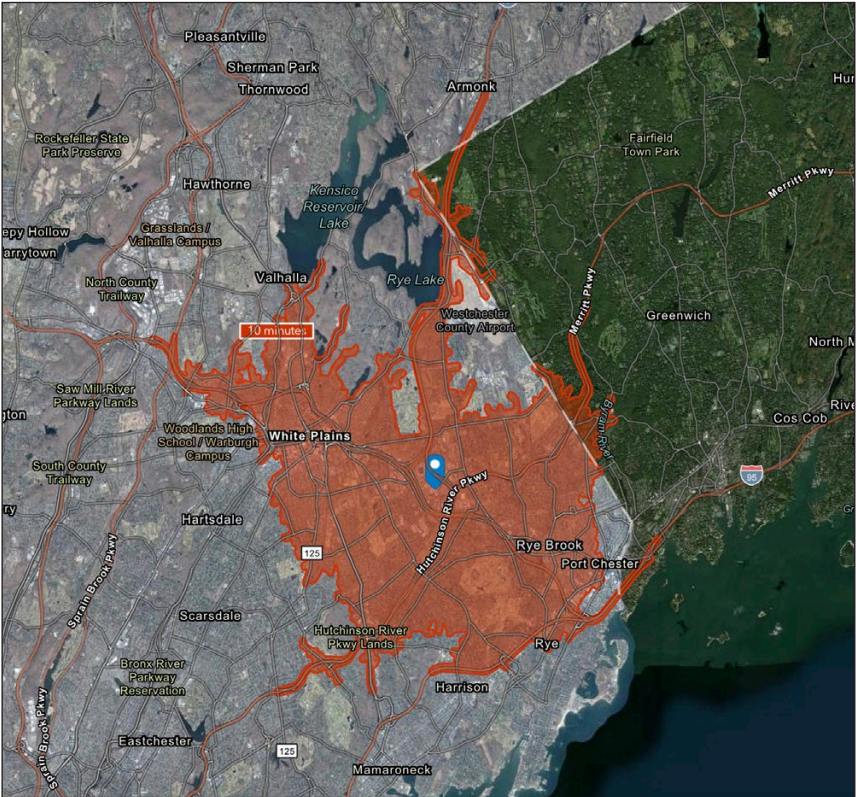 Pleasantville
Sherman Park
Thornwood
Armonk
Rockefeller State
Park Preserve
Fairfield
Town Park
Hawthorne
Merritt Pkwy
Kensico
Reservoir/
Lake
epy Hollow
arrytown
Grasslands /
Valhalla Campus
Valhalla
Rye Lake
North County
Trailway
Merritt Pkwy
Westchester
County Airport
Greenwich
10 minutes
Saw Mill River
Parkway Lands
gton
Woodlands High
School / Warburgh
Campus
White Plains
Byram River
Cos Cob
South County
Trailway
95
ry
Hutchinson River Pkwy
Hartsdale
125
Rye Brook
Port Chester
Sprain Brook Pkwy
Scarsdale
Hutchinson River
Pkwy Lands
Rye
Bronx River
Parkway
Reservation
Harrison
Sprain Brook Pkwy
Eastchester
125
Mamaroneck